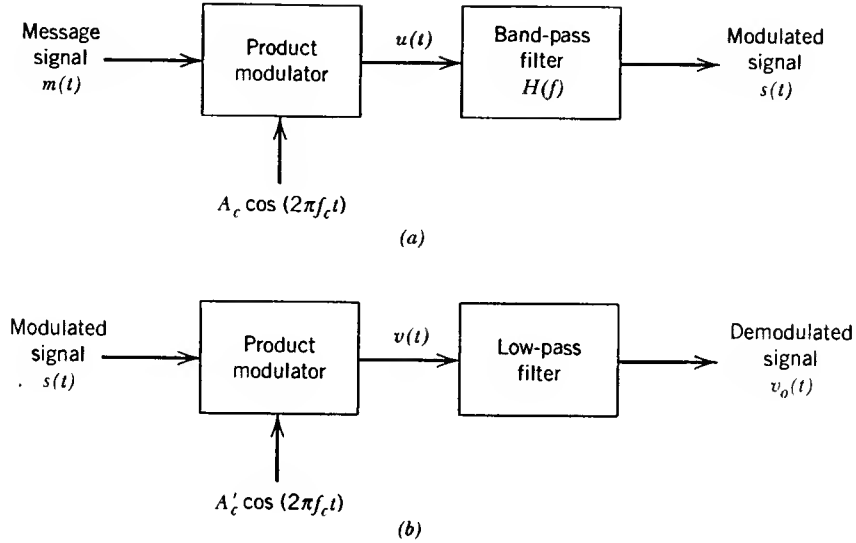 Message
signal
m(t)
Product
modulator
u(t)
Band-pass
filter
H(f)
Modulated
signal
s(t)
A_c cos (2πf_c t)
(a)
Modulated
signal
. s(t)
Product
modulator
v(t)
Low-pass
filter
Demodulated
signal
v_o(t)
A'_c cos (2πf_c t)
(b)